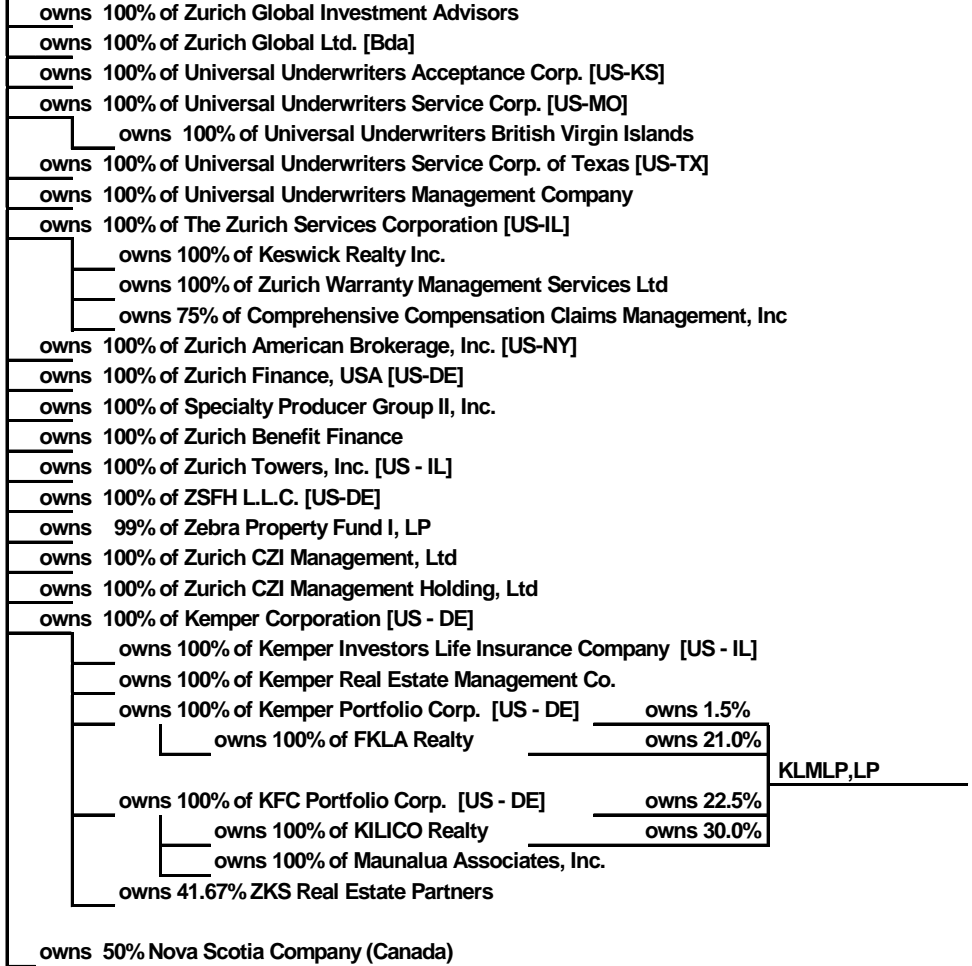 owns 100% of Zurich Global Investment Advisors
owns 100% of Zurich Global Ltd. [Bda]
owns 100% of Universal Underwriters Acceptance Corp. [US-KS]
owns 100% of Universal Underwriters Service Corp. [US-MO]
owns 100% of Universal Underwriters British Virgin Islands
owns 100% of Universal Underwriters Service Corp. of Texas [US-TX]
owns 100% of Universal Underwriters Management Company
owns 100% of The Zurich Services Corporation [US-IL]
owns 100% of Keswick Realty Inc.
owns 100% of Zurich Warranty Management Services Ltd
owns 75% of Comprehensive Compensation Claims Management, Inc
owns 100% of Zurich American Brokerage, Inc. [US-NY]
owns 100% of Zurich Finance, USA [US-DE]
owns 100% of Specialty Producer Group II, Inc.
owns 100% of Zurich Benefit Finance
owns 100% of Zurich Towers, Inc. [US - IL]
owns 100% of ZSFH L.L.C. [US-DE]
owns 99% of Zebra Property Fund I, LP
owns 100% of Zurich CZI Management, Ltd
owns 100% of Zurich CZI Management Holding, Ltd
owns 100% of Kemper Corporation [US - DE]
owns 100% of Kemper Investors Life Insurance Company [US - IL]
owns 100% of Kemper Real Estate Management Co.
owns 100% of Kemper Portfolio Corp. [US - DE] owns 1.5%
owns 100% of FKLA Realty owns 21.0%
KLMLP,LP
owns 100% of KFC Portfolio Corp. [US - DE] owns 22.5%
owns 100% of KILICO Realty owns 30.0%
owns 100% of Maunalua Associates, Inc.
owns 41.67% ZKS Real Estate Partners
owns 50% Nova Scotia Company (Canada)